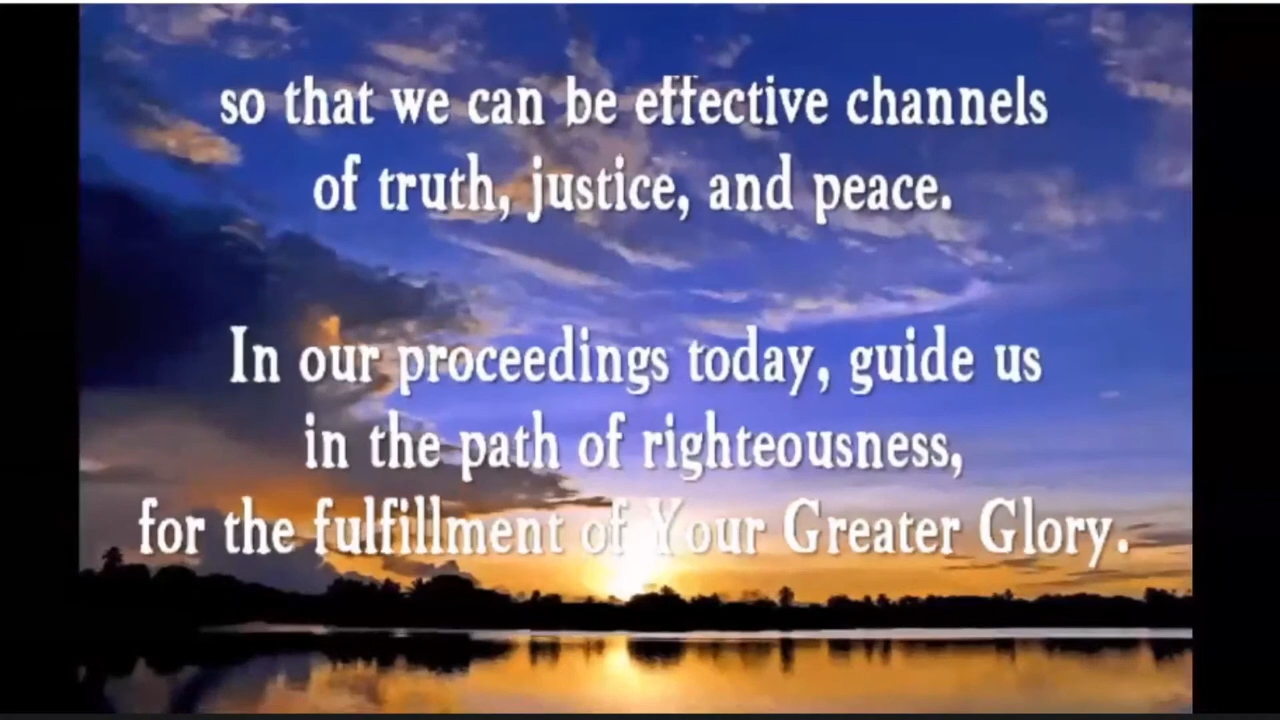 so that we can be effective channels
of truth, justice, and peace.
In our proceedings today, guide us
in the path of righteousness,
for the fulfillment of Your Greater Glory.